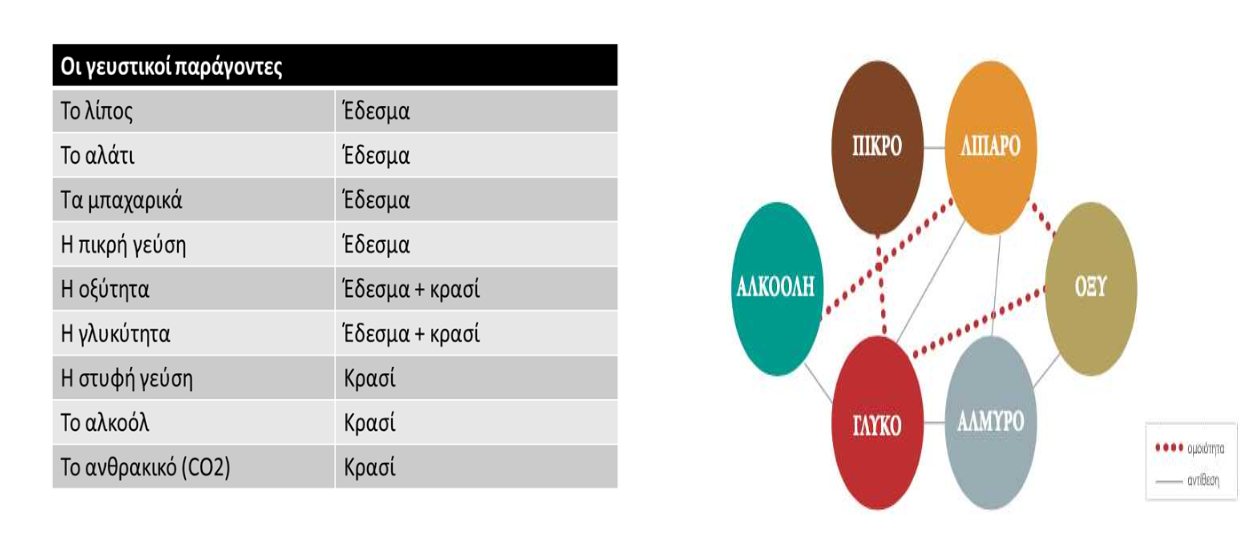 Οι γευστικοί παράγοντες
Το λίπος Έδεσμα
Το αλάτι Έδεσμα
Τα μπαχαρικά Έδεσμα
Η πικρή γεύση Έδεσμα
Η οξύτητα Έδεσμα + κρασί
Η γλυκύτητα Έδεσμα + κρασί
Η στυφή γεύση Κρασί
Το αλκοόλ Κρασί
Το ανθρακικό (CO2) Κρασί
ΠΙΚΡΟ ΛΙΠΑΡΟ
ΑΛΚΟΟΛΗ ΟΞΥ
ΓΛΥΚΟ ΑΛΜΥΡΟ
ομοιότητα
αντίθεση